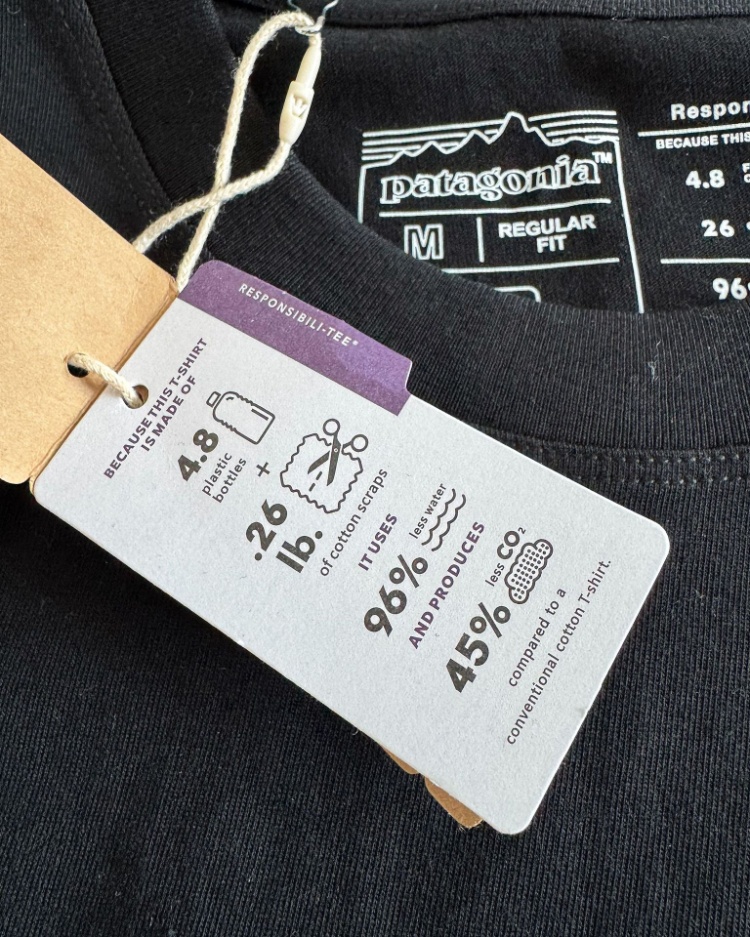 RESPONSIBILI-TEE®
BECAUSE THIS T-SHIRT
IS MADE OF
4.8
plastic
bottles
+
.26
lb.
of cotton scraps
IT USES
96%
less water
AND PRODUCES
45%
less CO₂
compared to a
conventional cotton T-shirt.
patagonia™
M
REGULAR
FIT
Respon
BECAUSE THIS
4.8
26
96